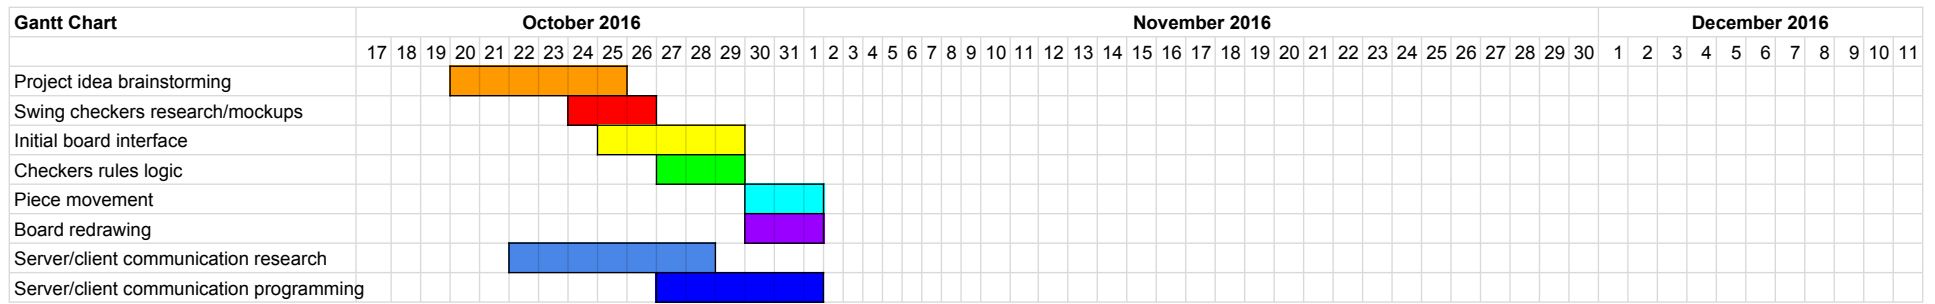 Gantt Chart October 2016 November 2016 December 2016
17 18 19 20 21 22 23 24 25 26 27 28 29 30 31 1 2 3 4 5 6 7 8 9 10 11 12 13 14 15 16 17 18 19 20 21 22 23 24 25 26 27 28 29 30 1 2 3 4 5 6 7 8 9 10 11
Project idea brainstorming
Swing checkers research/mockups
Initial board interface
Checkers rules logic
Piece movement
Board redrawing
Server/client communication research
Server/client communication programming